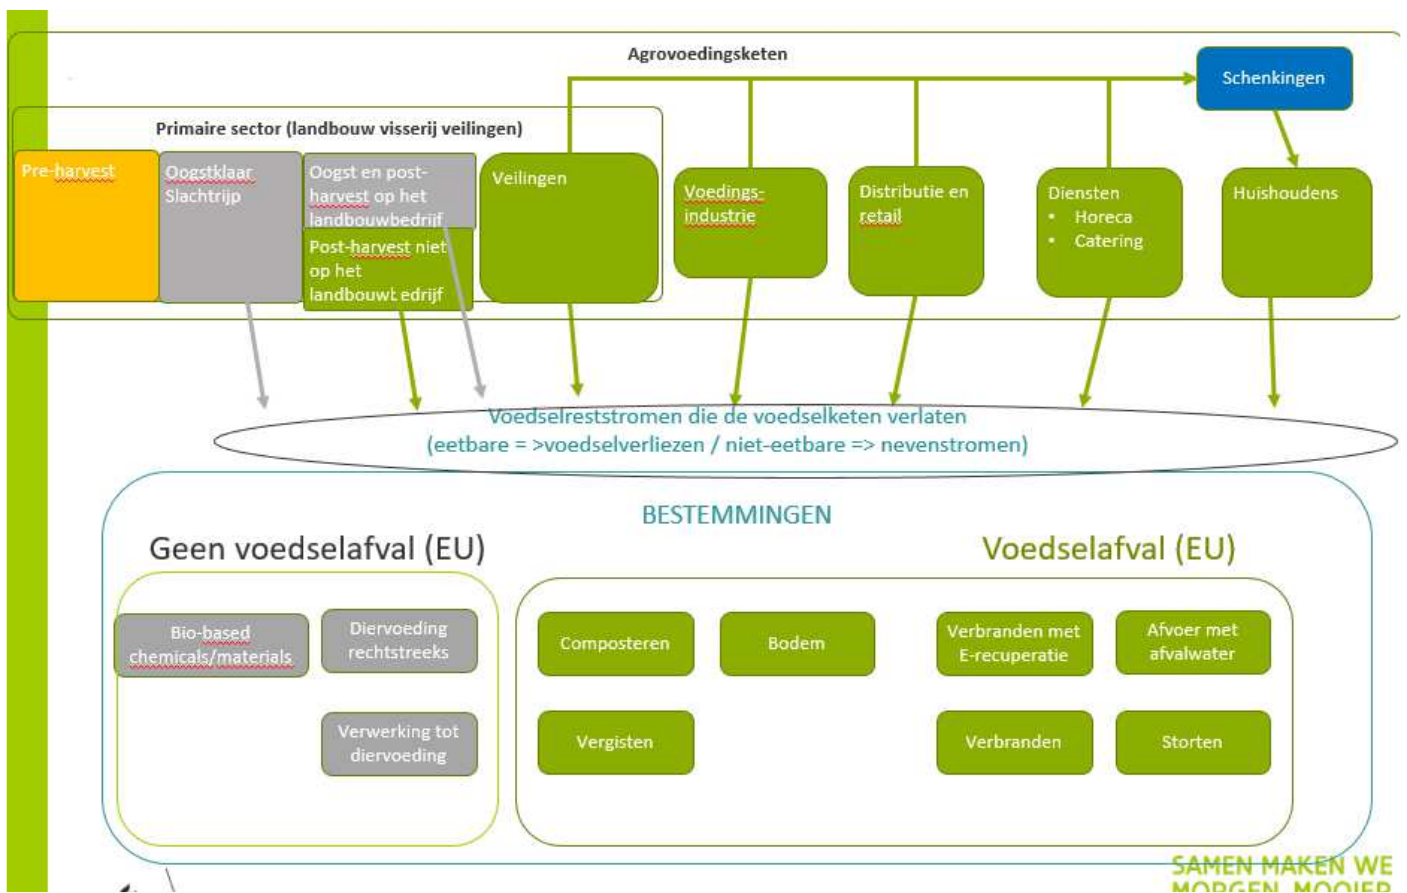 Agrovoedingsketen
Schenkingen
Primaire sector (landbouw visserij veilingen)
Pre-harvest
Oogstklaar
Slachtrijp
Oogst en post-
harvest op het
landbouwbedrijf
Post-harvest niet
op het
landbouwbedrijf
Veilingen
Voedings-
industrie
Distributie en
retail
Diensten
• Horeca
• Catering
Huishoudens
Voedselreststromen die de voedselketen verlaten
(eetbare = >voedselverliezen / niet-eetbare => nevenstromen)
BESTEMMINGEN
Geen voedselafval (EU)
Voedselafval (EU)
Bio-based
chemicals/materials
Diervoeding
rechtstreeks
Verwerking tot
diervoeding
Composteren
Bodem
Vergisten
Verbranden met
E-recuperatie
Afvoer met
afvalwater
Verbranden
Storten
SAMEN MAKEN WE
MORGEN MOOIER